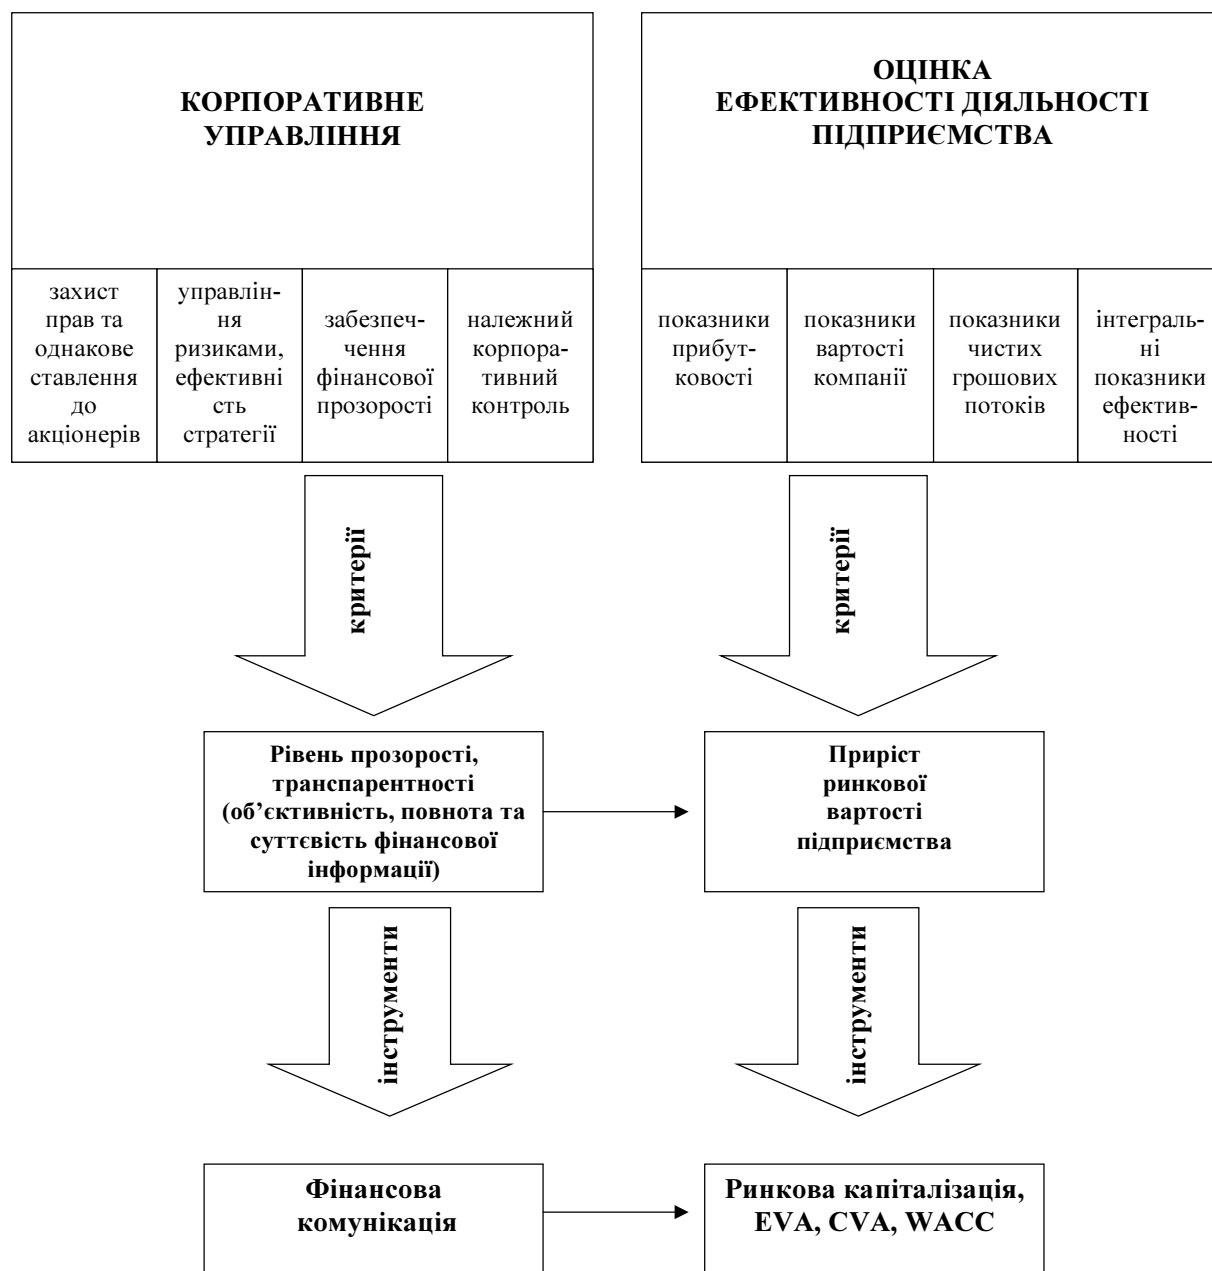 КОРПОРАТИВНЕ
УПРАВЛІННЯ
захист
прав та
однакове
ставлення
до
акціонерів
управлін-
ня
ризиками,
ефективні
сть
стратегії
забезпеч-
чення
фінансової
прозорості
належний
корпора-
тивний
контроль
ОЦІНКА
ЕФЕКТИВНОСТІ ДІЯЛЬНОСТІ
ПІДПРИЄМСТВА
показники
прибут-
ковості
показники
вартості
компанії
показники
чистих
грошових
потоків
інтеграль-
ні
показники
ефектив-
ності
критерії
критерії
Рівень прозорості,
транспарентності
(об’єктивність, повнота та
суттєвість фінансової
інформації)
Приріст
ринкової
вартості
підприємства
інструменти
інструменти
Фінансова
комунікація
Ринкова капіталізація,
EVA, CVA, WACC